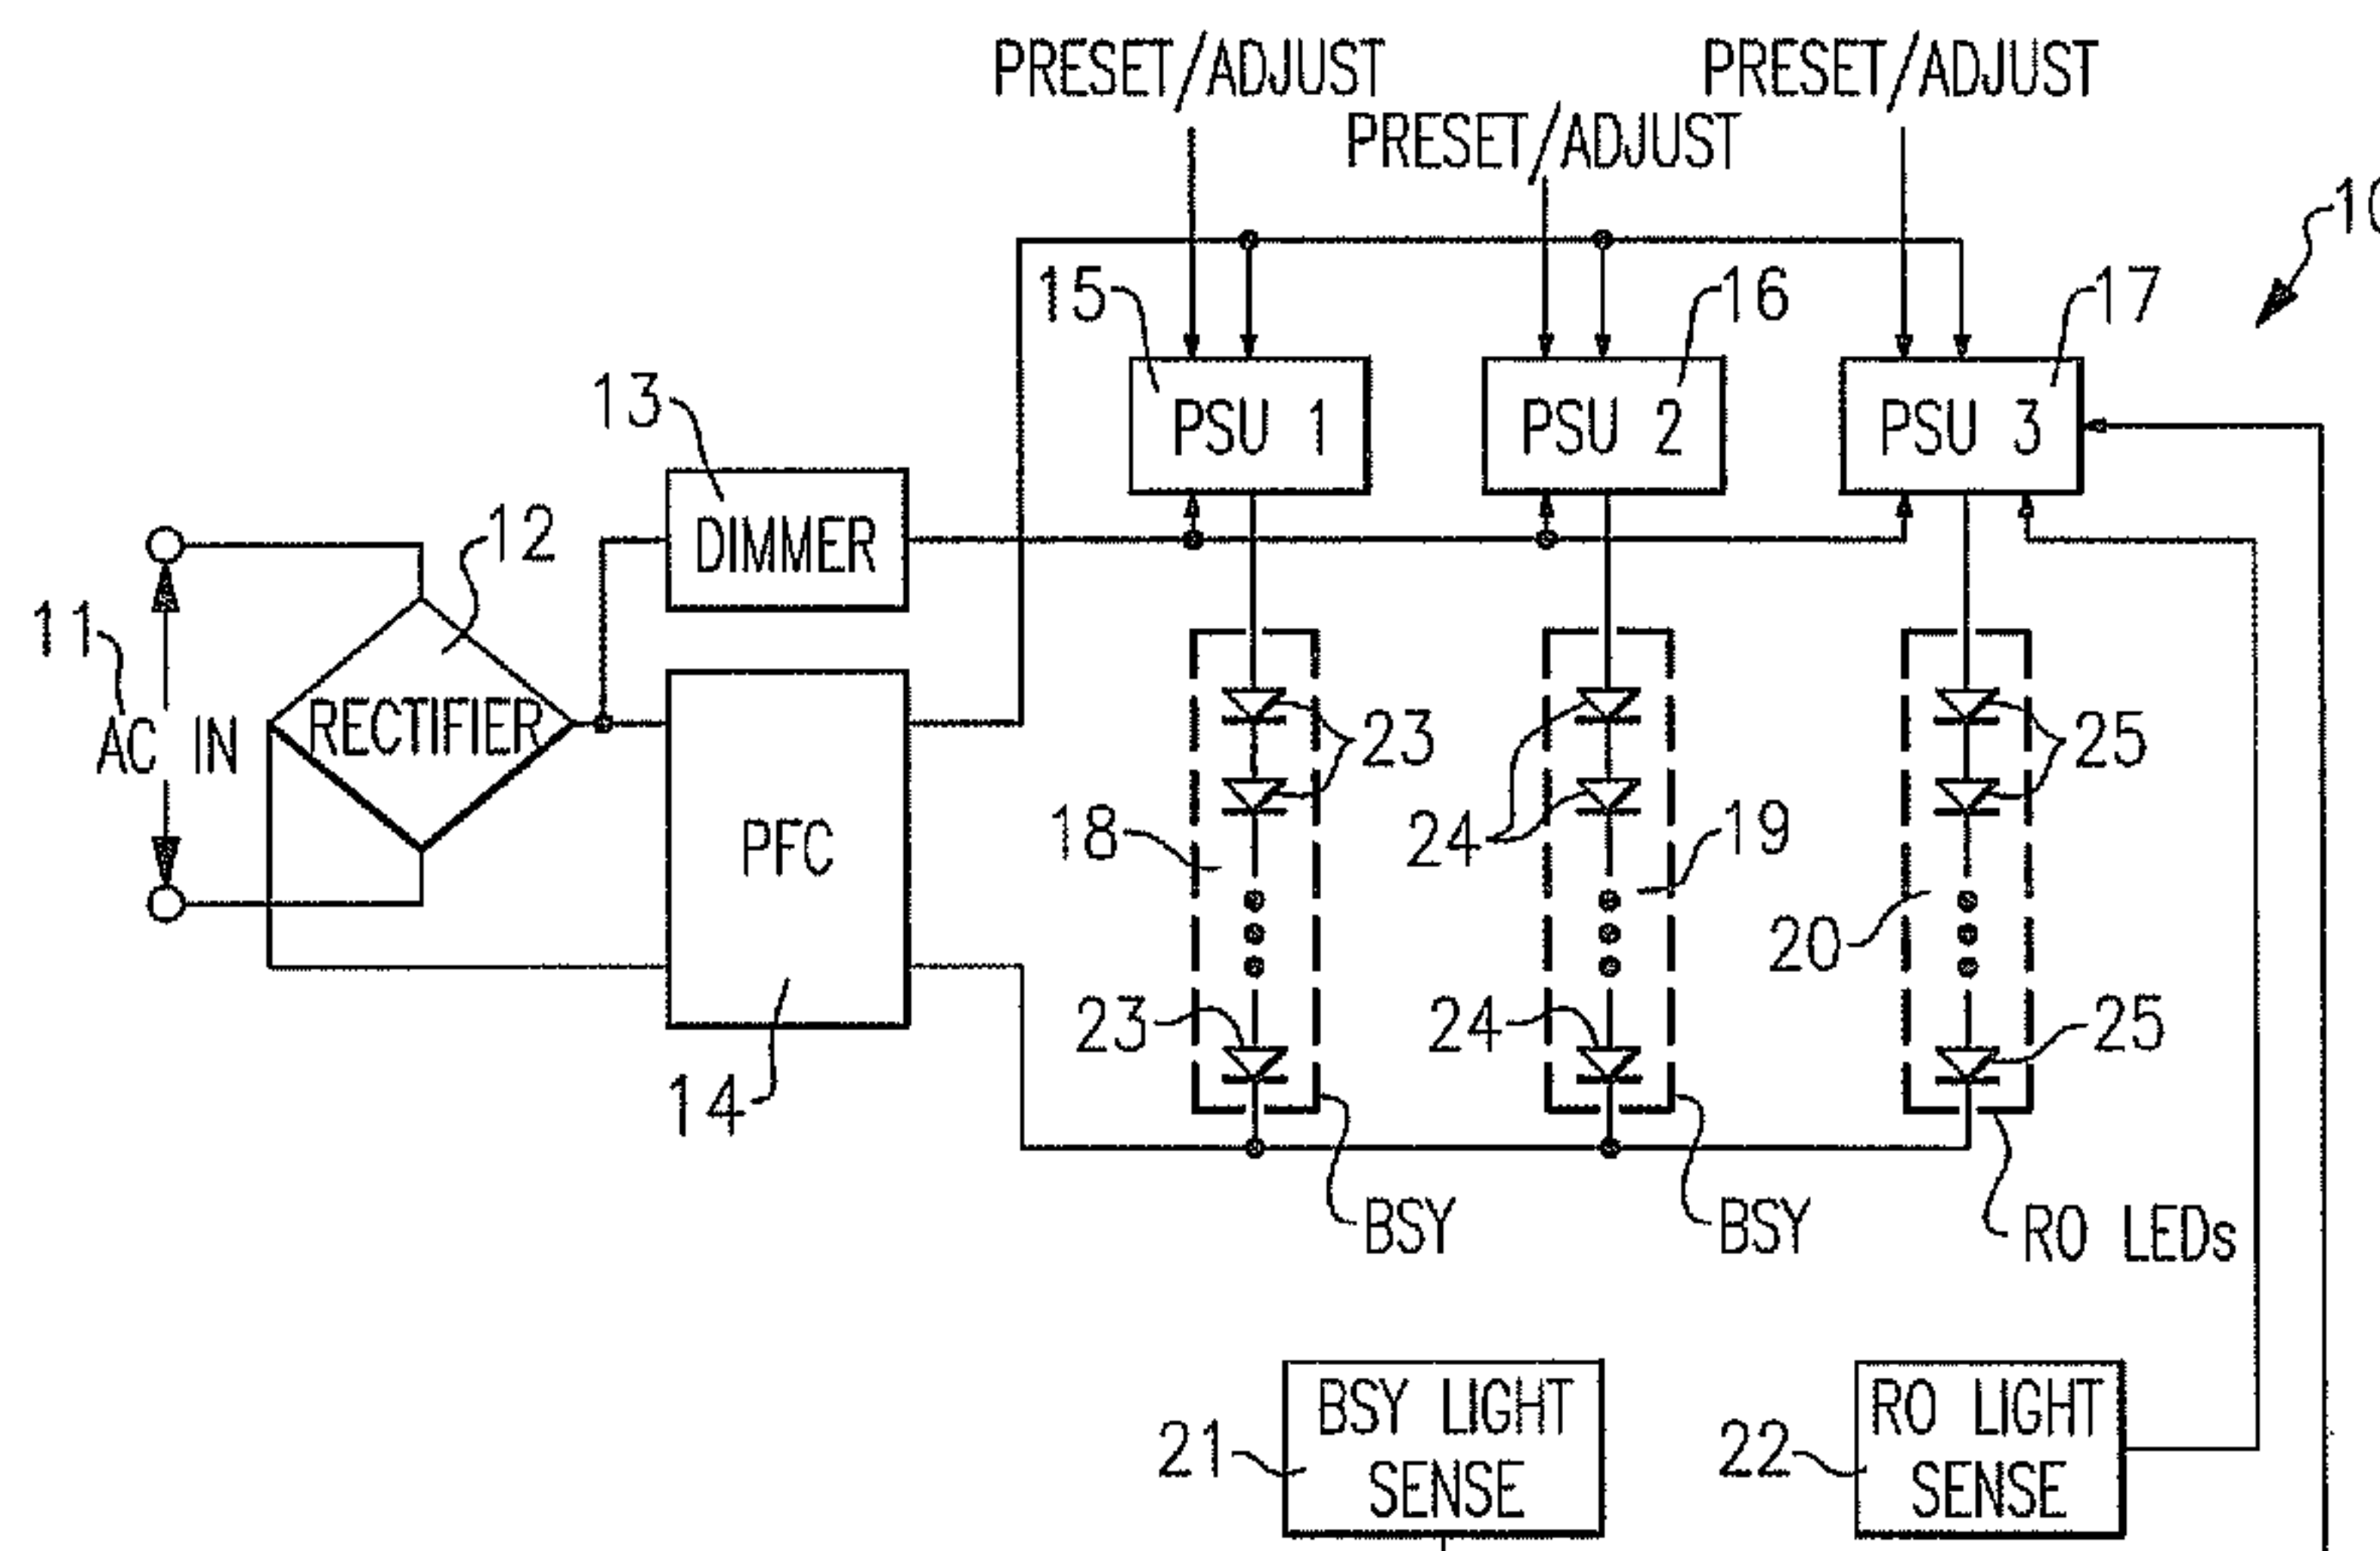 PRESET/ADJUST
PRESET/ADJUST
PRESET/ADJUST
15
16
17
13
PSU 1
PSU 2
PSU 3
12
DIMMER
11
RECTIFIER
AC IN
23
24
25
18
19
PFC
20
23
24
25
14
BSY
BSY
RO LEDs
21
BSY LIGHT
SENSE
22
RO LIGHT
SENSE